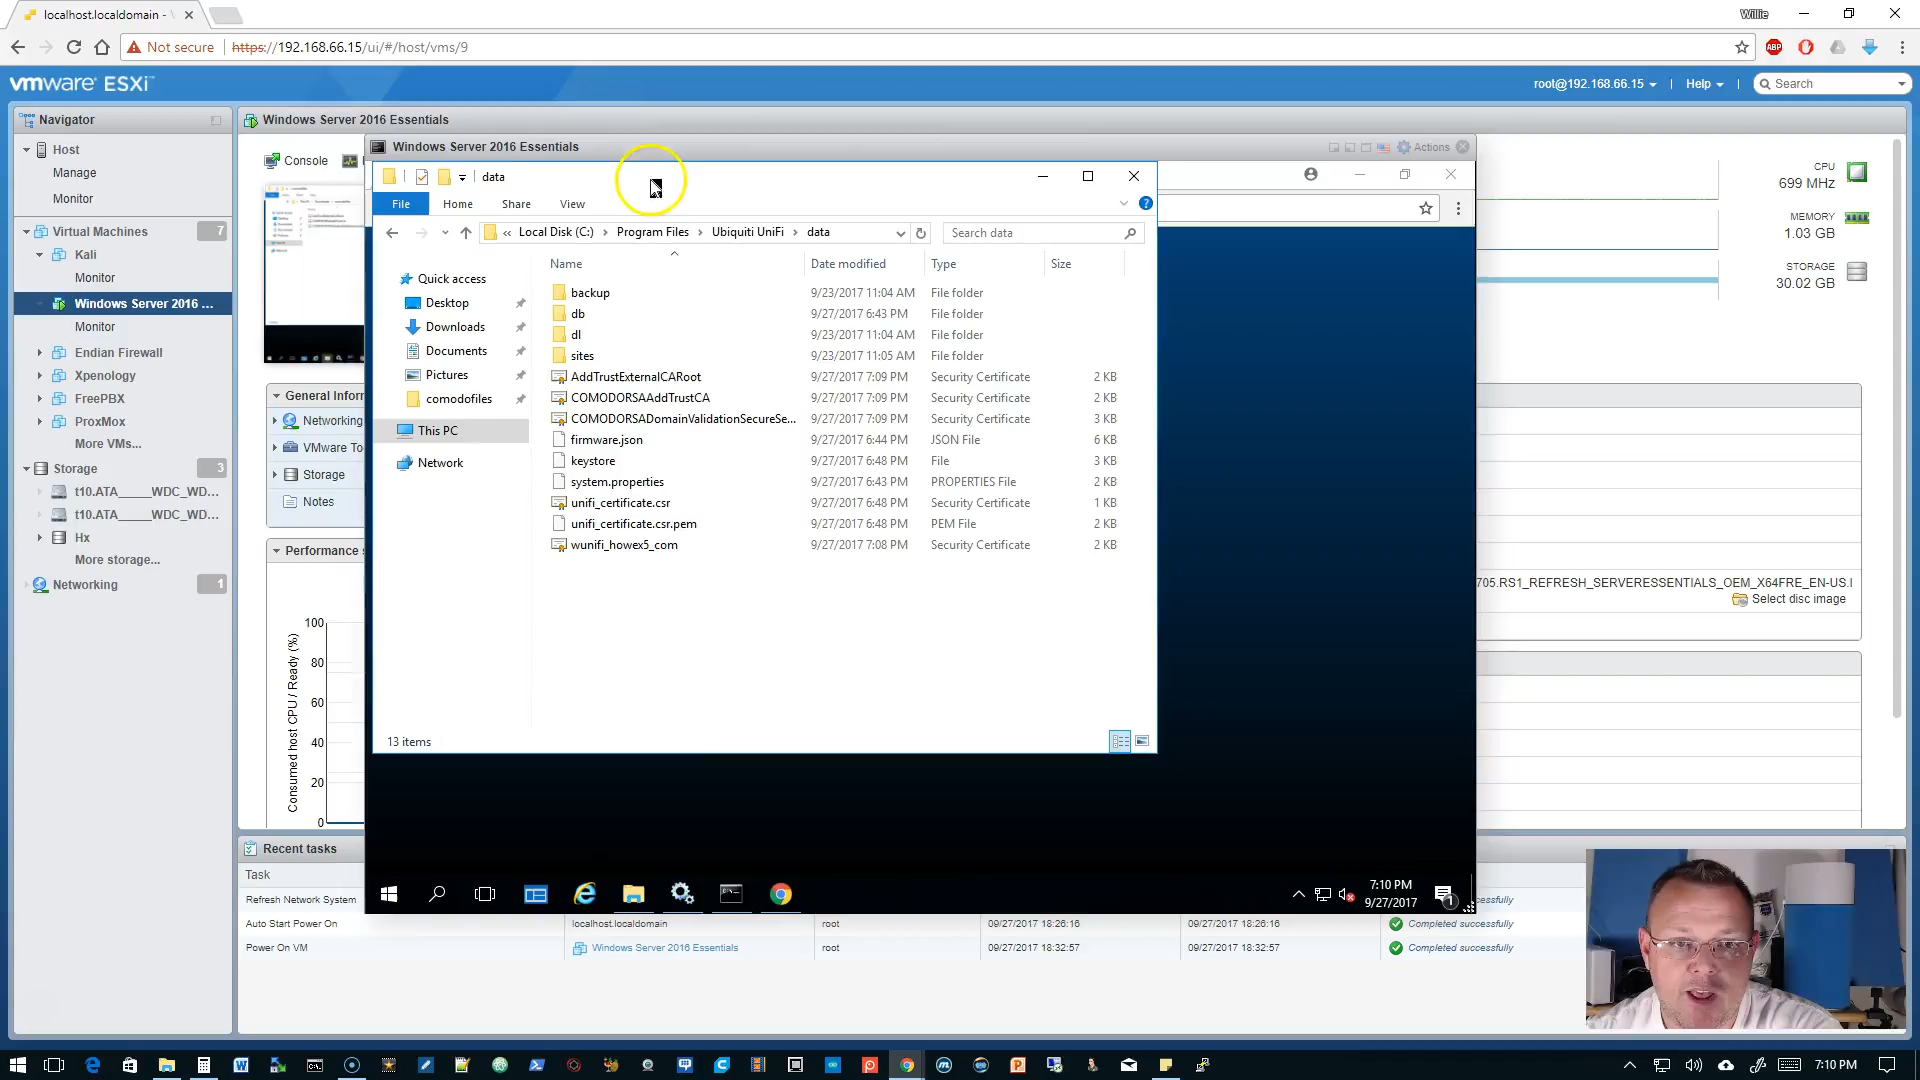 localhost.localdomain -
Willie
Not secure
https://192.168.66.15/ui/#/host/vms/9
ABP
vmware ESXi
root@192.168.66.15
Help
Search
Navigator
Windows Server 2016 Essentials
Host
Manage
Monitor
Virtual Machines
7
Kali
Monitor
Windows Server 2016 ...
Monitor
Endian Firewall
Xpenology
FreePBX
ProxMox
More VMs...
Storage
3
t10.ATA_____WDC_WD...
t10.ATA_____WDC_WD...
Hx
More storage...
Networking
1
Console
Windows Server 2016 Essentials
Actions
data
File
Home
Share
View
Local Disk (C:)
Program Files
Ubiquiti UniFi
data
Search data
Name
Date modified
Type
Size
Quick access
Desktop
Downloads
Documents
Pictures
comodofiles
This PC
Network
backup 9/23/2017 11:04 AM File folder
db 9/27/2017 6:43 PM File folder
dl 9/23/2017 11:04 AM File folder
sites 9/23/2017 11:05 AM File folder
AddTrustExternalCARoot 9/27/2017 7:09 PM Security Certificate 2 KB
COMODORSAAddTrustCA 9/27/2017 7:09 PM Security Certificate 2 KB
COMODORSADomainValidationSecureSe... 9/27/2017 7:09 PM Security Certificate 3 KB
firmware.json 9/27/2017 6:44 PM JSON File 6 KB
keystore 9/27/2017 6:48 PM File 3 KB
system.properties 9/27/2017 6:43 PM PROPERTIES File 2 KB
unifi_certificate.csr 9/27/2017 6:48 PM Security Certificate 1 KB
unifi_certificate.csr.pem 9/27/2017 6:48 PM PEM File 2 KB
wunifi_howex5_com 9/27/2017 7:08 PM Security Certificate 2 KB
13 items
7:10 PM
9/27/2017
1
CPU
699 MHz
MEMORY
1.03 GB
STORAGE
30.02 GB
General Infor
Networking
VMware To
Storage
Notes
705.RS1_REFRESH_SERVERESSENTIALS_OEM_X64FRE_EN-US.I
Select disc image
Performance s
Consumed host CPU / Ready (%)
100
80
60
40
20
0
Recent tasks
Task
Refresh Network System
ssfully
Auto Start Power On localhost.localdomain root 09/27/2017 18:26:16 09/27/2017 18:26:16 Completed successfully
Power On VM Windows Server 2016 Essentials root 09/27/2017 18:32:57 09/27/2017 18:32:57 Completed successfully
7:10 PM